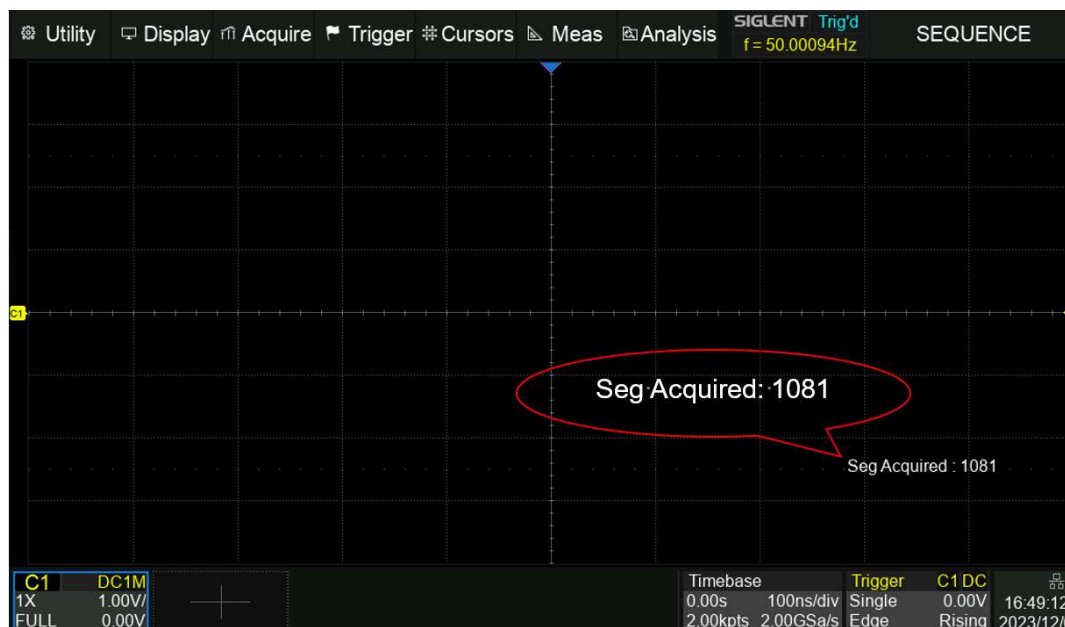 Utility Display Acquire Trigger Cursors Meas Analysis SIGLENT Trig'd SEQUENCE
f = 50.00094Hz
C1
Seg Acquired: 1081
Seg Acquired : 1081
C1 DC1M
1X 1.00V/
FULL 0.00V
Timebase
0.00s 100ns/div
2.00kpts 2.00GSa/s
Trigger C1 DC
Single 0.00V
Edge Rising
16:49:12
2023/12/